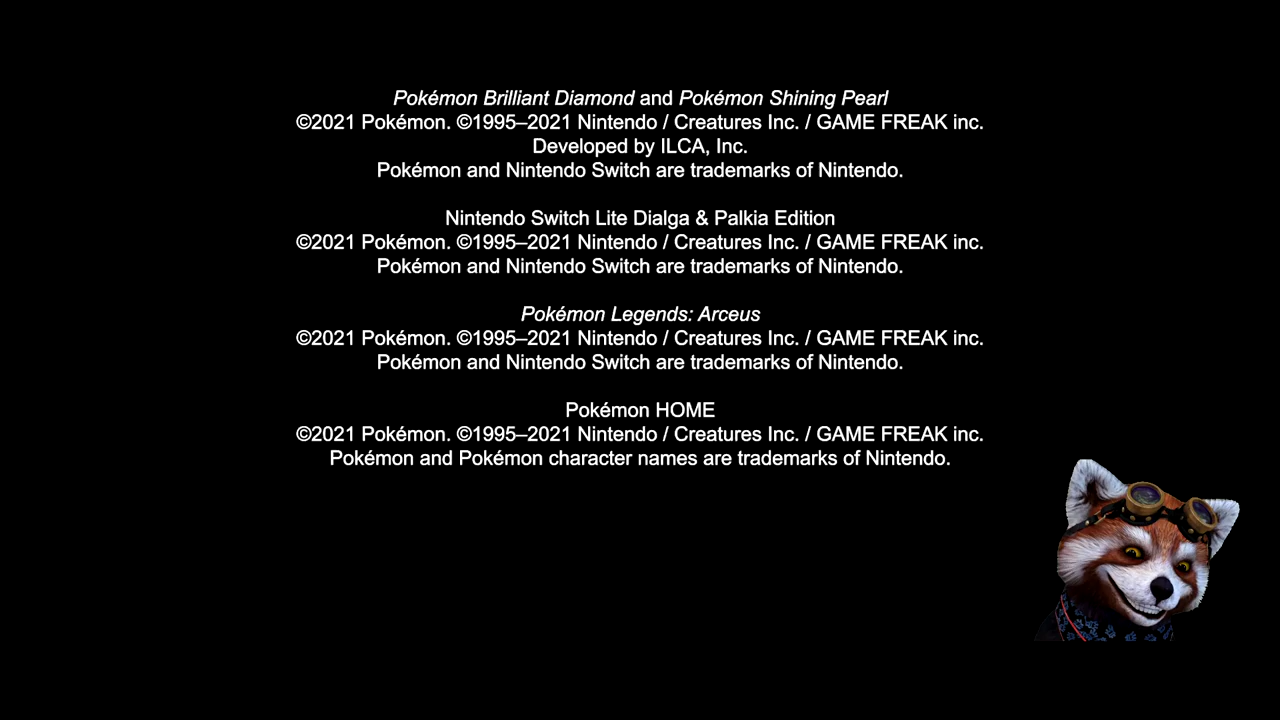 Pokémon Brilliant Diamond and Pokémon Shining Pearl
©2021 Pokémon. ©1995–2021 Nintendo / Creatures Inc. / GAME FREAK inc.
Developed by ILCA, Inc.
Pokémon and Nintendo Switch are trademarks of Nintendo.
Nintendo Switch Lite Dialga & Palkia Edition
©2021 Pokémon. ©1995–2021 Nintendo / Creatures Inc. / GAME FREAK inc.
Pokémon and Nintendo Switch are trademarks of Nintendo.
Pokémon Legends: Arceus
©2021 Pokémon. ©1995–2021 Nintendo / Creatures Inc. / GAME FREAK inc.
Pokémon and Nintendo Switch are trademarks of Nintendo.
Pokémon HOME
©2021 Pokémon. ©1995–2021 Nintendo / Creatures Inc. / GAME FREAK inc.
Pokémon and Pokémon character names are trademarks of Nintendo.